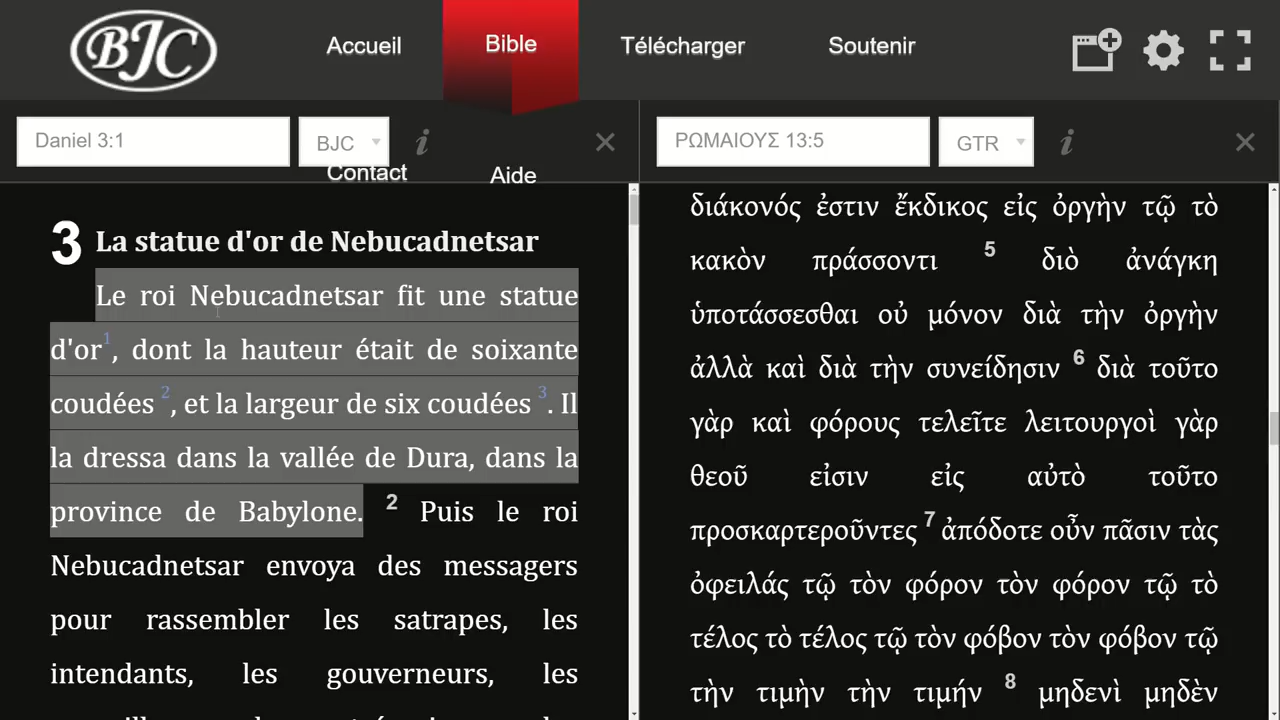 BJC
Accueil
Bible
Télécharger
Soutenir
Daniel 3:1
BJC
i
Contact
Aide
3 La statue d'or de Nebucadnetsar
Le roi Nebucadnetsar fit une statue
d'or1, dont la hauteur était de soixante
coudées 2, et la largeur de six coudées 3. Il
la dressa dans la vallée de Dura, dans la
province de Babylone. 2 Puis le roi
Nebucadnetsar envoya des messagers
pour rassembler les satrapes, les
intendants, les gouverneurs, les
ΡΩΜΑΙΟΥΣ 13:5
GTR
i
διάκονός ἐστιν ἔκδικος εἰς ὀργὴν τῷ τὸ
κακὸν πράσσοντι 5 διὸ ἀνάγκη
ὑποτάσσεσθαι οὐ μόνον διὰ τὴν ὀργὴν
ἀλλὰ καὶ διὰ τὴν συνείδησιν 6 διὰ τοῦτο
γὰρ καὶ φόρους τελεῖτε λειτουργοὶ γὰρ
θεοῦ εἰσιν εἰς αὐτὸ τοῦτο
προσκαρτεροῦντες 7 ἀπόδοτε οὖν πᾶσιν τὰς
ὀφειλάς τῷ τὸν φόρον τὸν φόρον τῷ τὸ
τέλος τὸ τέλος τῷ τὸν φόβον τὸν φόβον τῷ
τὴν τιμὴν τὴν τιμήν 8 μηδενὶ μηδὲν